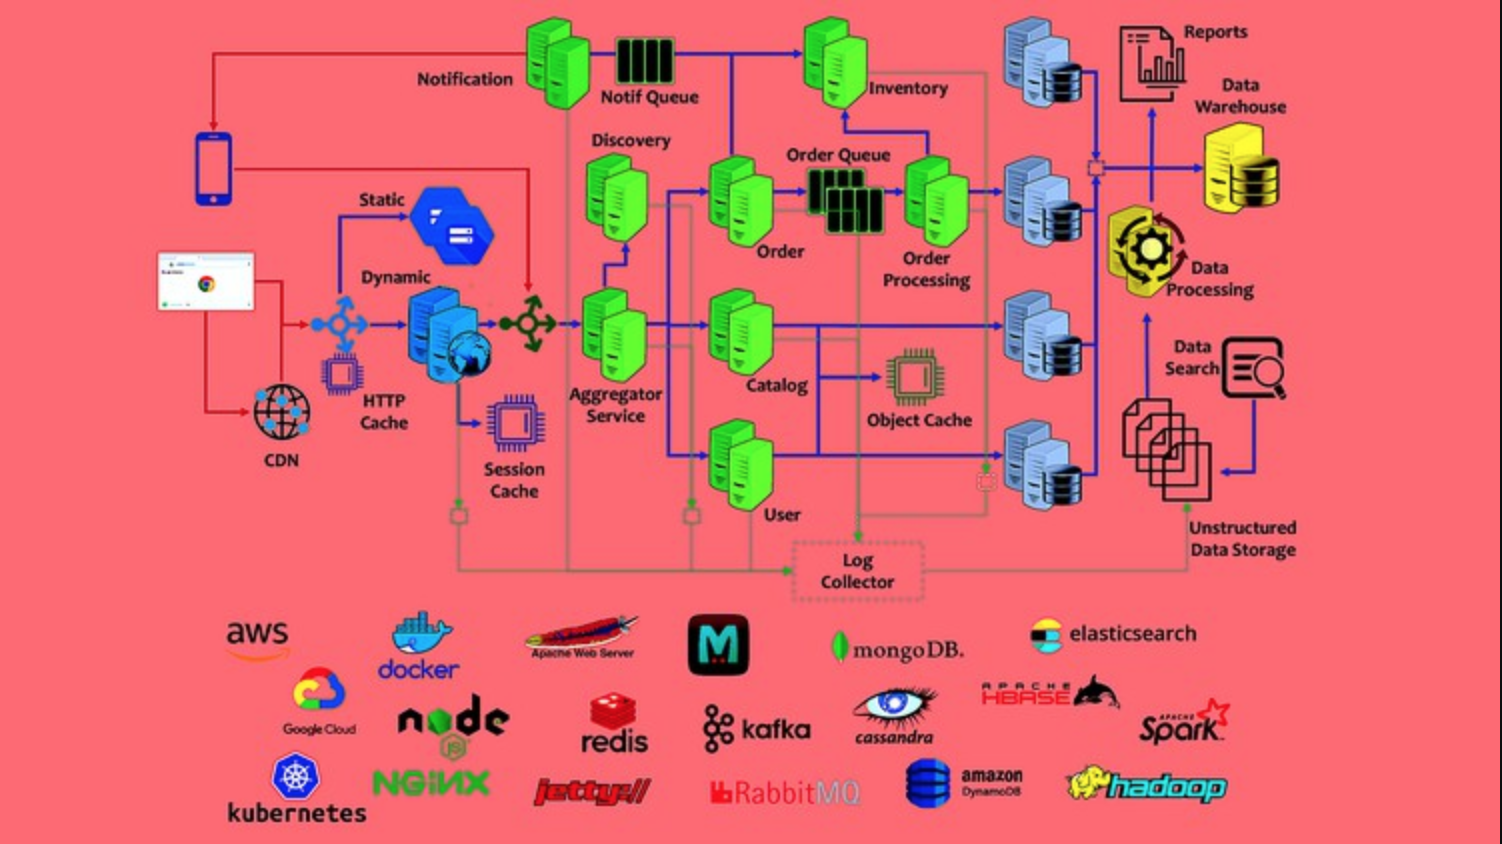 Reports
Notification
Notif Queue
Inventory
Data
Warehouse
Discovery
Order Queue
Static
Order
Order
Processing
Data
Processing
Dynamic
Data
Search
HTTP
Cache
Aggregator
Service
Catalog
Object Cache
CDN
Session
Cache
User
Unstructured
Data Storage
Log
Collector
aws
docker
Apache Web Server
M
mongoDB.
elasticsearch
Google Cloud
node
JS
redis
kafka
cassandra
APACHE
HBASE
APACHE
Spark
kubernetes
NGINX
jetty://
RabbitMQ
amazon
DynamoDB
hadoop